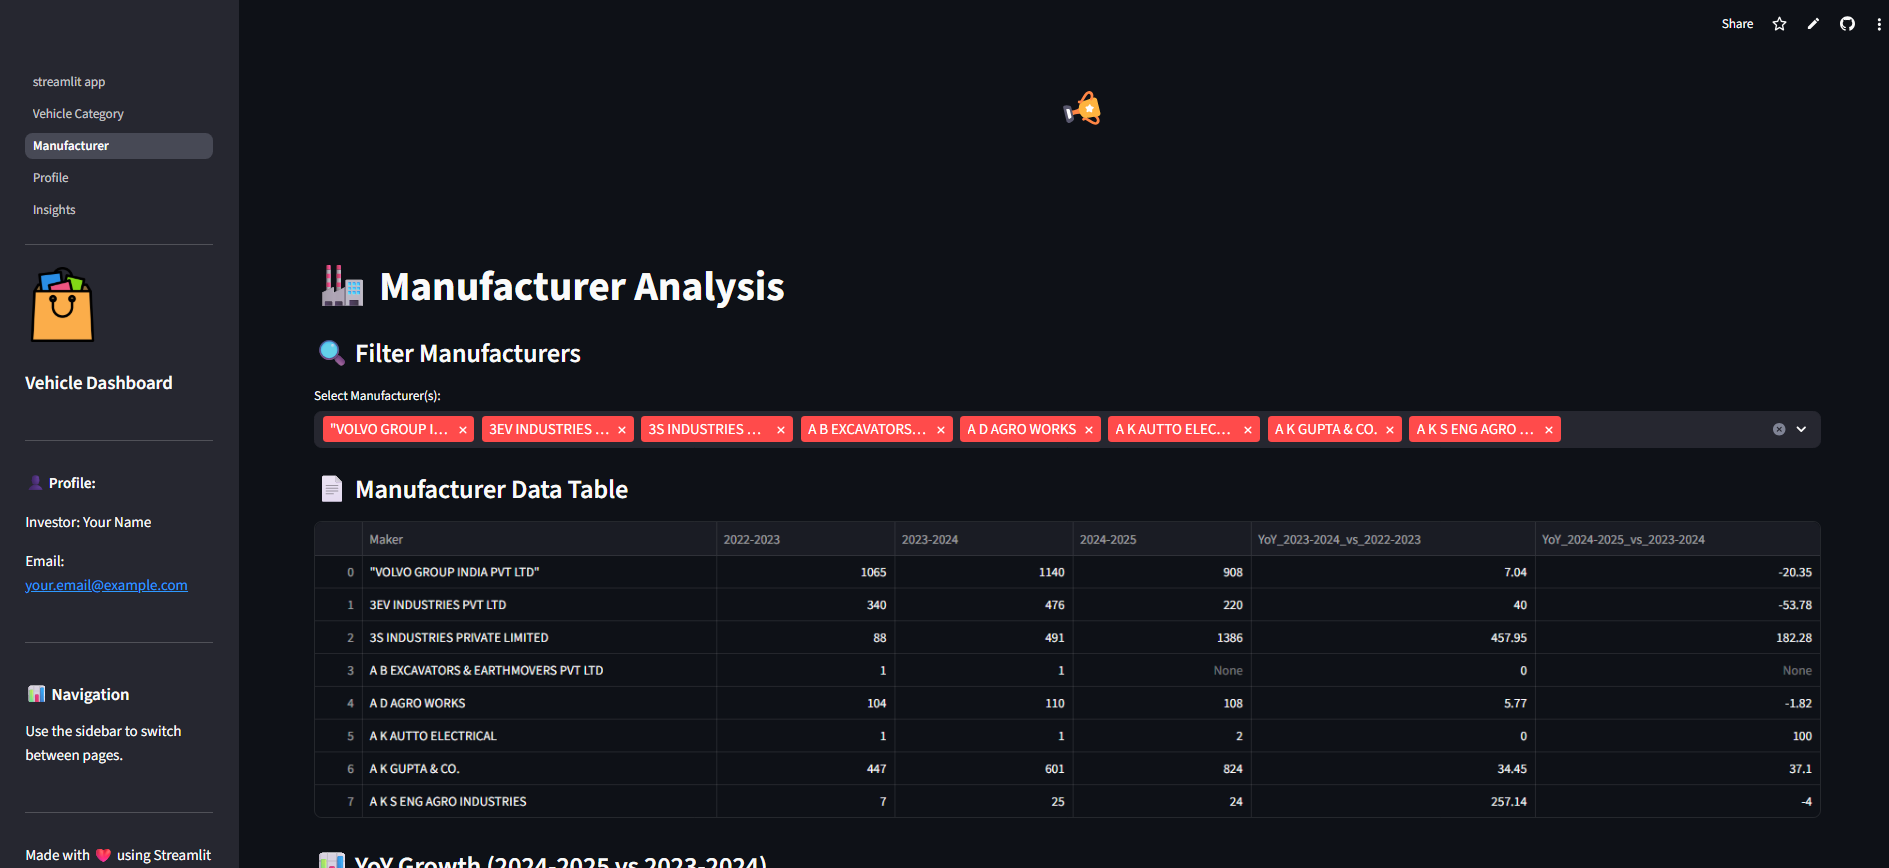 Share
streamlit app
Vehicle Category
Manufacturer
Profile
Insights
Vehicle Dashboard
Profile:
Investor: Your Name
Email:
your.email@example.com
Navigation
Use the sidebar to switch
between pages.
Made with ❤️ using Streamlit
Manufacturer Analysis
Filter Manufacturers
Select Manufacturer(s):
"VOLVO GROUP I... × 3EV INDUSTRIES ... × 3S INDUSTRIES ... × A B EXCAVATORS... × A D AGRO WORKS × A K AUTTO ELEC... × A K GUPTA & CO. × A K S ENG AGRO ... ×
Manufacturer Data Table
Maker 2022-2023 2023-2024 2024-2025 YoY_2023-2024_vs_2022-2023 YoY_2024-2025_vs_2023-2024
0 "VOLVO GROUP INDIA PVT LTD" 1065 1140 908 7.04 -20.35
1 3EV INDUSTRIES PVT LTD 340 476 220 40 -53.78
2 3S INDUSTRIES PRIVATE LIMITED 88 491 1386 457.95 182.28
3 A B EXCAVATORS & EARTHMOVERS PVT LTD 1 1 None 0 None
4 A D AGRO WORKS 104 110 108 5.77 -1.82
5 A K AUTTO ELECTRICAL 1 1 2 0 100
6 A K GUPTA & CO. 447 601 824 34.45 37.1
7 A K S ENG AGRO INDUSTRIES 7 25 24 257.14 -4
YoY Growth (2024-2025 vs 2023-2024)